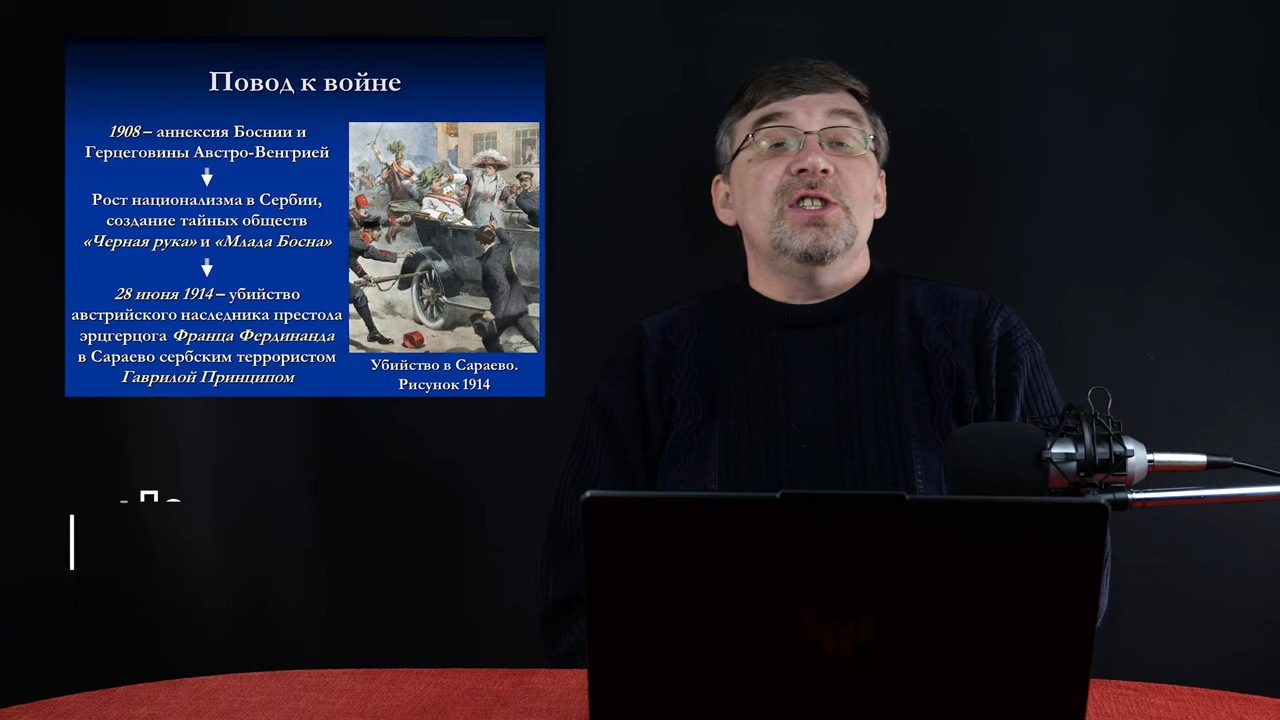 Повод к войне
1908 – аннексия Боснии и
Герцеговины Австро-Венгрией
Рост национализма в Сербии,
создание тайных обществ
«Черная рука» и «Млада Босна»
28 июня 1914 – убийство
австрийского наследника престола
эрцгерцога Франца Фердинанда
в Сараево сербским террористом
Гаврилой Принципом
Убийство в Сараево.
Рисунок 1914